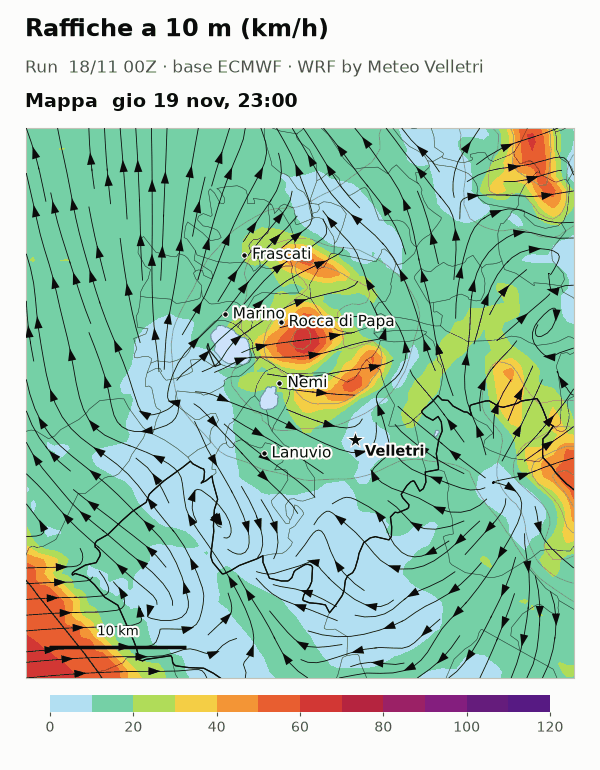 Raffiche a 10 m (km/h)
Run  18/11 00Z · base ECMWF · WRF by Meteo Velletri
Mappa  gio 19 nov, 23:00
Frascati
Marino
Rocca di Papa
Nemi
Velletri
Lanuvio
10 km
0 20 40 60 80 100 120